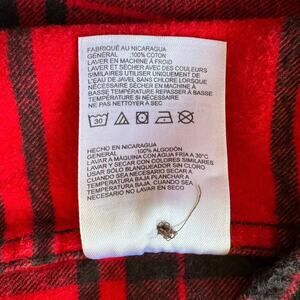 FABRIQUÉ AU NICARAGUA
GÉNÉRAL :100% COTON
LAVER EN MACHINE À FROID
LAVER ET SÉCHER AVEC DES COULEURS
SIMILAIRES UTILISER UNIQUEMENT DE
L'EAU DE JAVEL SANS CHLORE LORSQUE
NÉCESSAIRE SÉCHER EN MACHINE À
BASSE TEMPÉRATURE REPASSER À BASSE
TEMPÉRATURE SI NÉCESSAIRE
NE PAS NETTOYER A SEC
30
HECHO EN NICARAGUA
GENERAL :100% ALGODÓN
LAVAR A MÁQUINA CON AGUA FRÍA A 30°C
LAVAR Y SECAR CON COLORES SIMILARES
USAR SOLO BLANQUEADOR SIN CLORO
CUANDO SEA NECESARIO SECAR A
TEMPERATURA BAJA PLANCHAR A
TEMPERATURA BAJA, CUANDO SEA
NECESARIO
NO LAVAR EN SECO